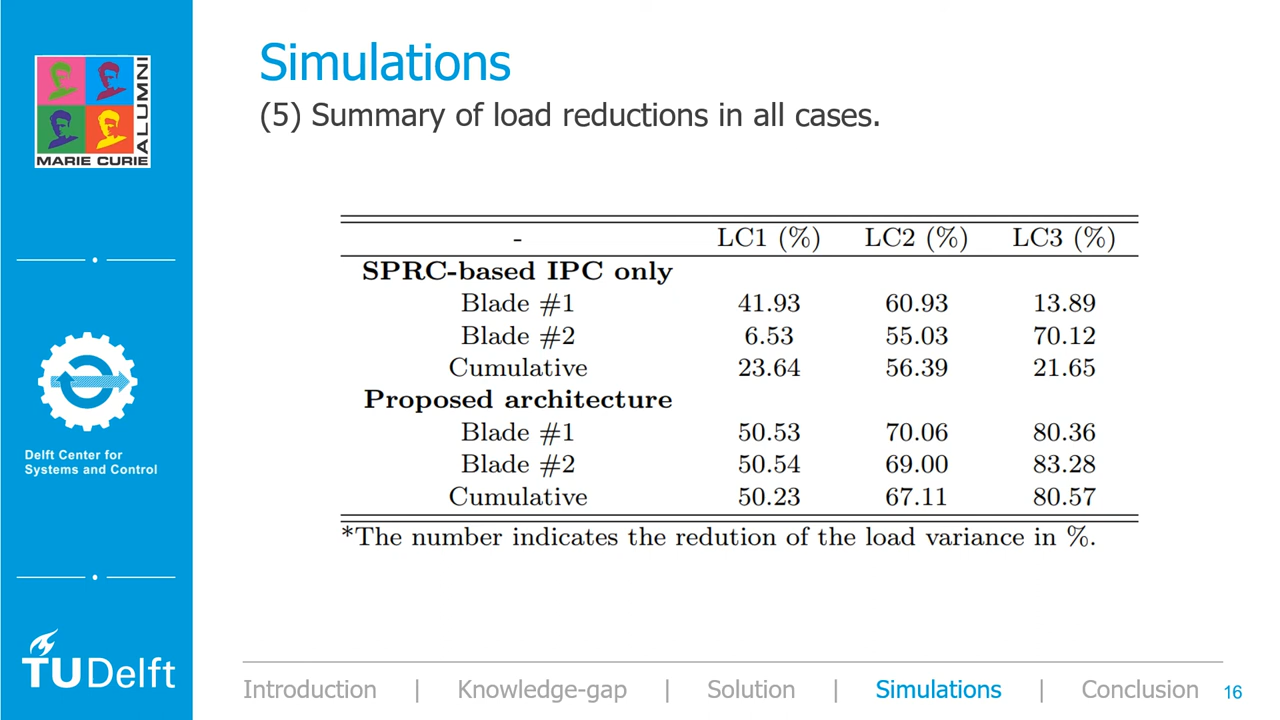 ALUMNI
MARIE CURIE
Simulations
(5) Summary of load reductions in all cases.
- LC1 (%) LC2 (%) LC3 (%)
SPRC-based IPC only
Blade #1 41.93 60.93 13.89
Blade #2 6.53 55.03 70.12
Cumulative 23.64 56.39 21.65
Proposed architecture
Blade #1 50.53 70.06 80.36
Blade #2 50.54 69.00 83.28
Cumulative 50.23 67.11 80.57
*The number indicates the redution of the load variance in %.
Delft Center for
Systems and Control
TU Delft
Introduction | Knowledge-gap | Solution | Simulations | Conclusion 16